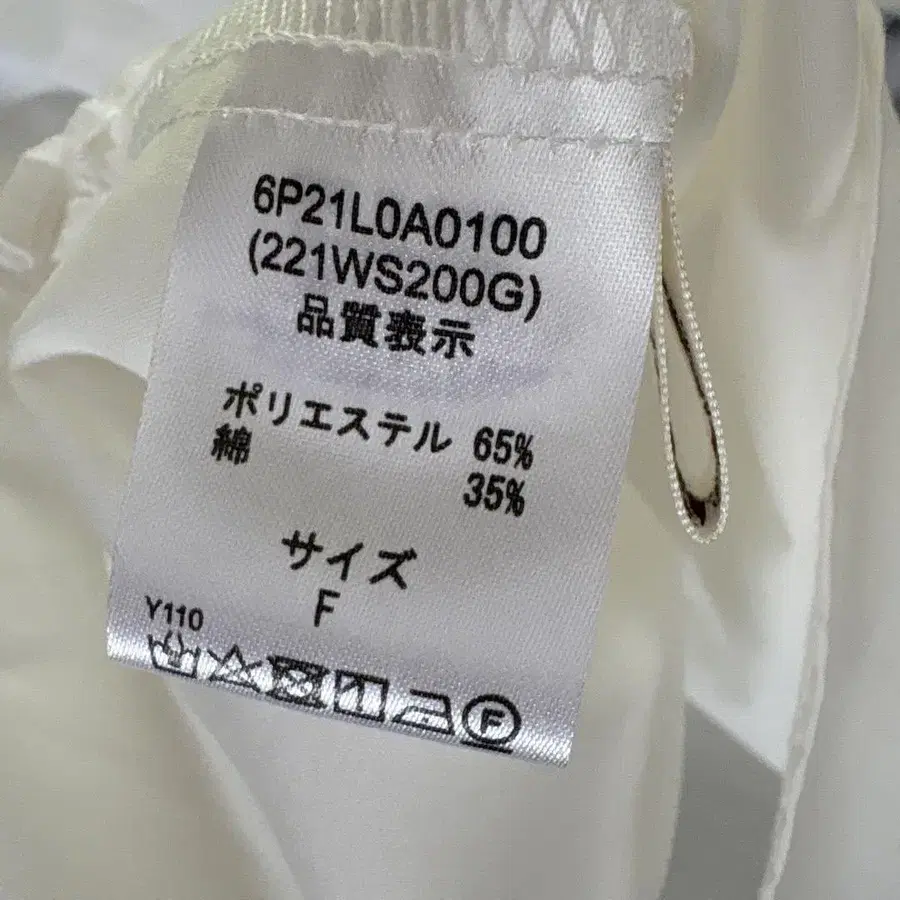 6P21L0A0100
(221WS200G)
品質表示
ポリエステル 65%
綿 35%
サイズ
F
Y110
F